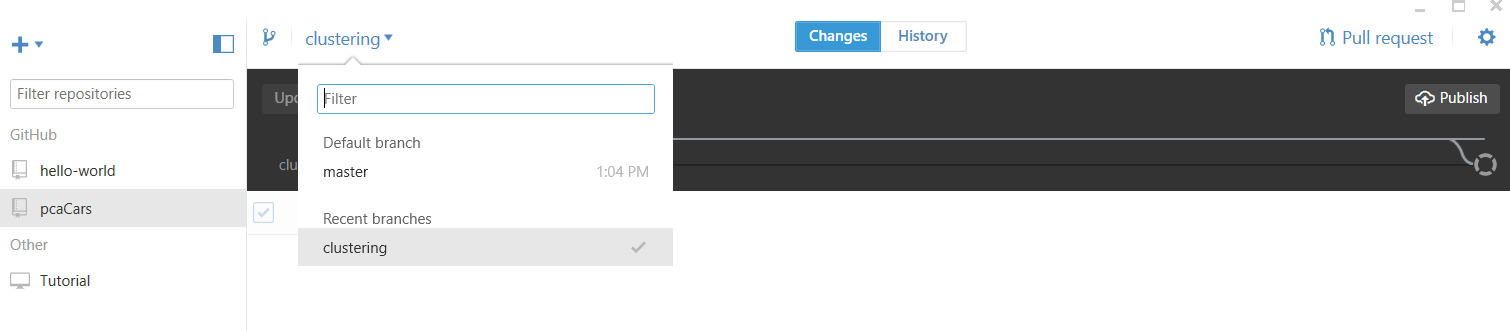 clustering
Changes
History
Pull request
Filter repositories
Filter
Upd
Publish
GitHub
Default branch
hello-world
master
1:04 PM
clu
pcaCars
Recent branches
Other
clustering
Tutorial